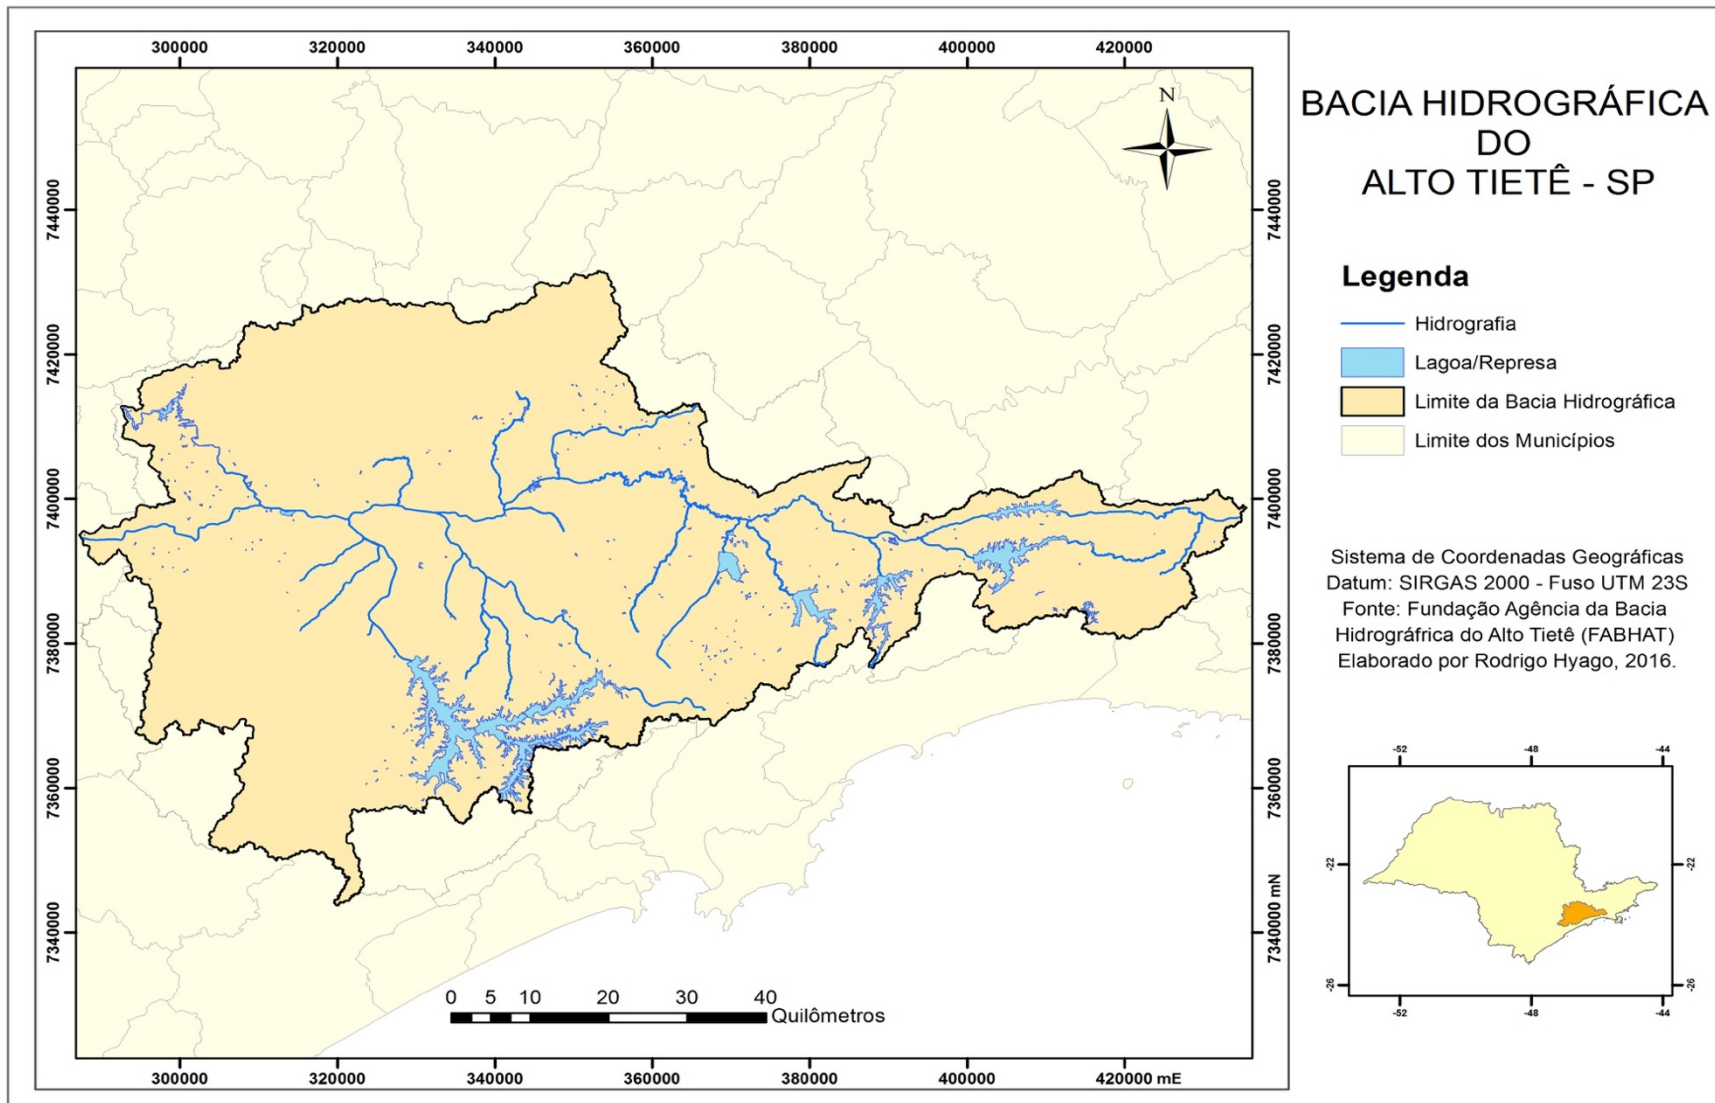 300000 320000 340000 360000 380000 400000 420000
N
7440000 7420000 7400000 7380000 7360000 7340000
7440000 7420000 7400000 7380000 7360000 7340000 mN
0 5 10 20 30 40
Quilômetros
300000 320000 340000 360000 380000 400000 420000 mE
BACIA HIDROGRÁFICA
DO
ALTO TIETÊ - SP
Legenda
Hidrografia
Lagoa/Represa
Limite da Bacia Hidrográfica
Limite dos Municípios
Sistema de Coordenadas Geográficas
Datum: SIRGAS 2000 - Fuso UTM 23S
Fonte: Fundação Agência da Bacia
Hidrográfrica do Alto Tietê (FABHAT)
Elaborado por Rodrigo Hyago, 2016.
-52 -48 -44
-22 -22
-26 -26
-52 -48 -44